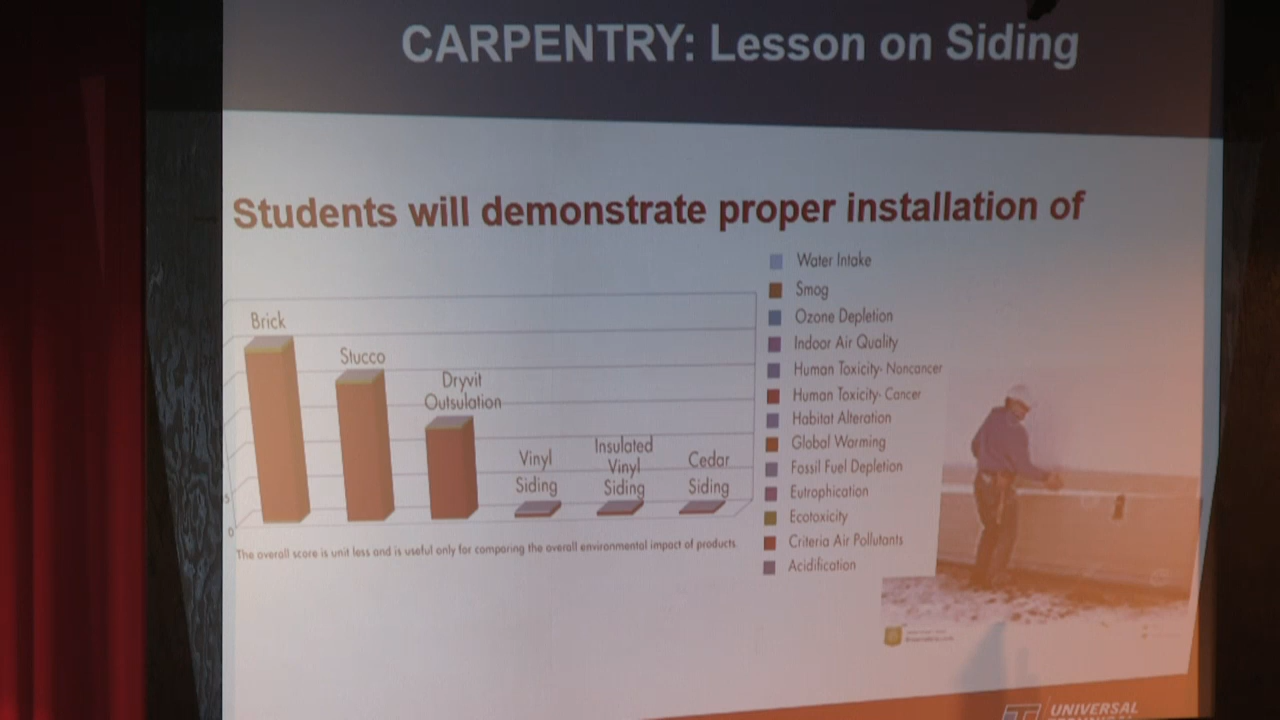 CARPENTRY: Lesson on Siding
Students will demonstrate proper installation of
Brick
Stucco
Dryvit
Outsulation
Vinyl
Siding
Insulated
Vinyl
Siding
Cedar
Siding
5
0
The overall score is unit less and is useful only for comparing the overall environmental impact of products.
Water Intake
Smog
Ozone Depletion
Indoor Air Quality
Human Toxicity- Noncancer
Human Toxicity- Cancer
Habitat Alteration
Global Warming
Fossil Fuel Depletion
Eutrophication
Ecotoxicity
Criteria Air Pollutants
Acidification
UNIVERSAL